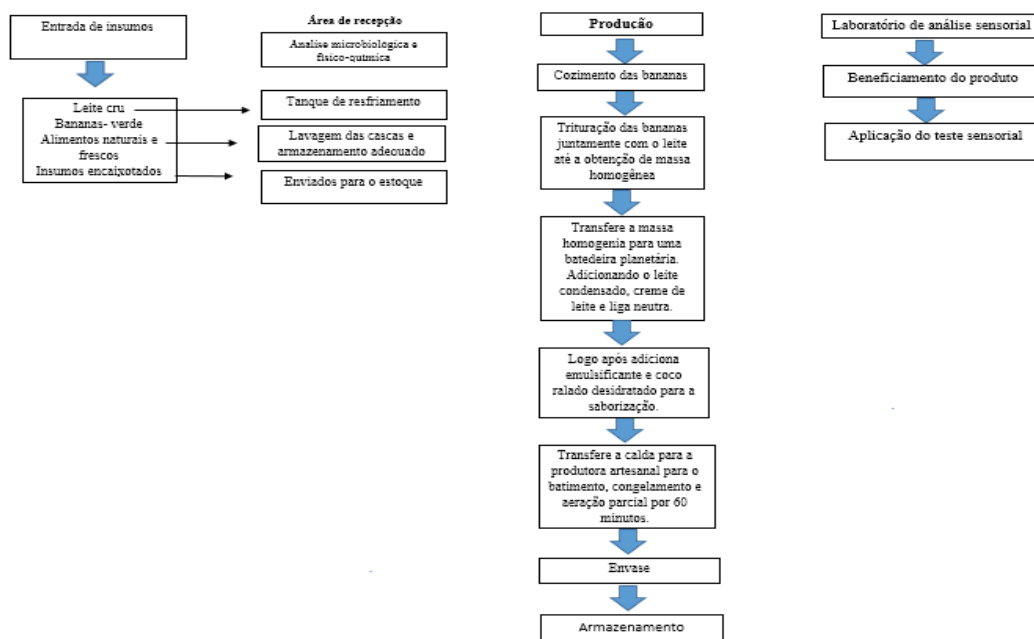 Entrada de insumos
Leite cru
Bananas- verde
Alimentos naturais e
frescos
Insumos encaixotados
Área de recepção
Analise microbiológica e
físico-química
Tanque de resfriamento
Lavagem das cascas e
armazenamento adequado
Enviados para o estoque
Produção
Cozimento das bananas
Trituração das bananas
juntamente com o leite
até a obtenção de massa
homogênea
Transfere a massa
homogenia para uma
batedeira planetária.
Adicionando o leite
condensado, creme de
leite e liga neutra.
Logo após adiciona
emulsificante e coco
ralado desidratado para a
saborização.
Transfere a calda para a
produtora artesanal para o
batimento, congelamento e
aeração parcial por 60
minutos.
Envase
Armazenamento
Laboratório de análise sensorial
Beneficiamento do produto
Aplicação do teste sensorial